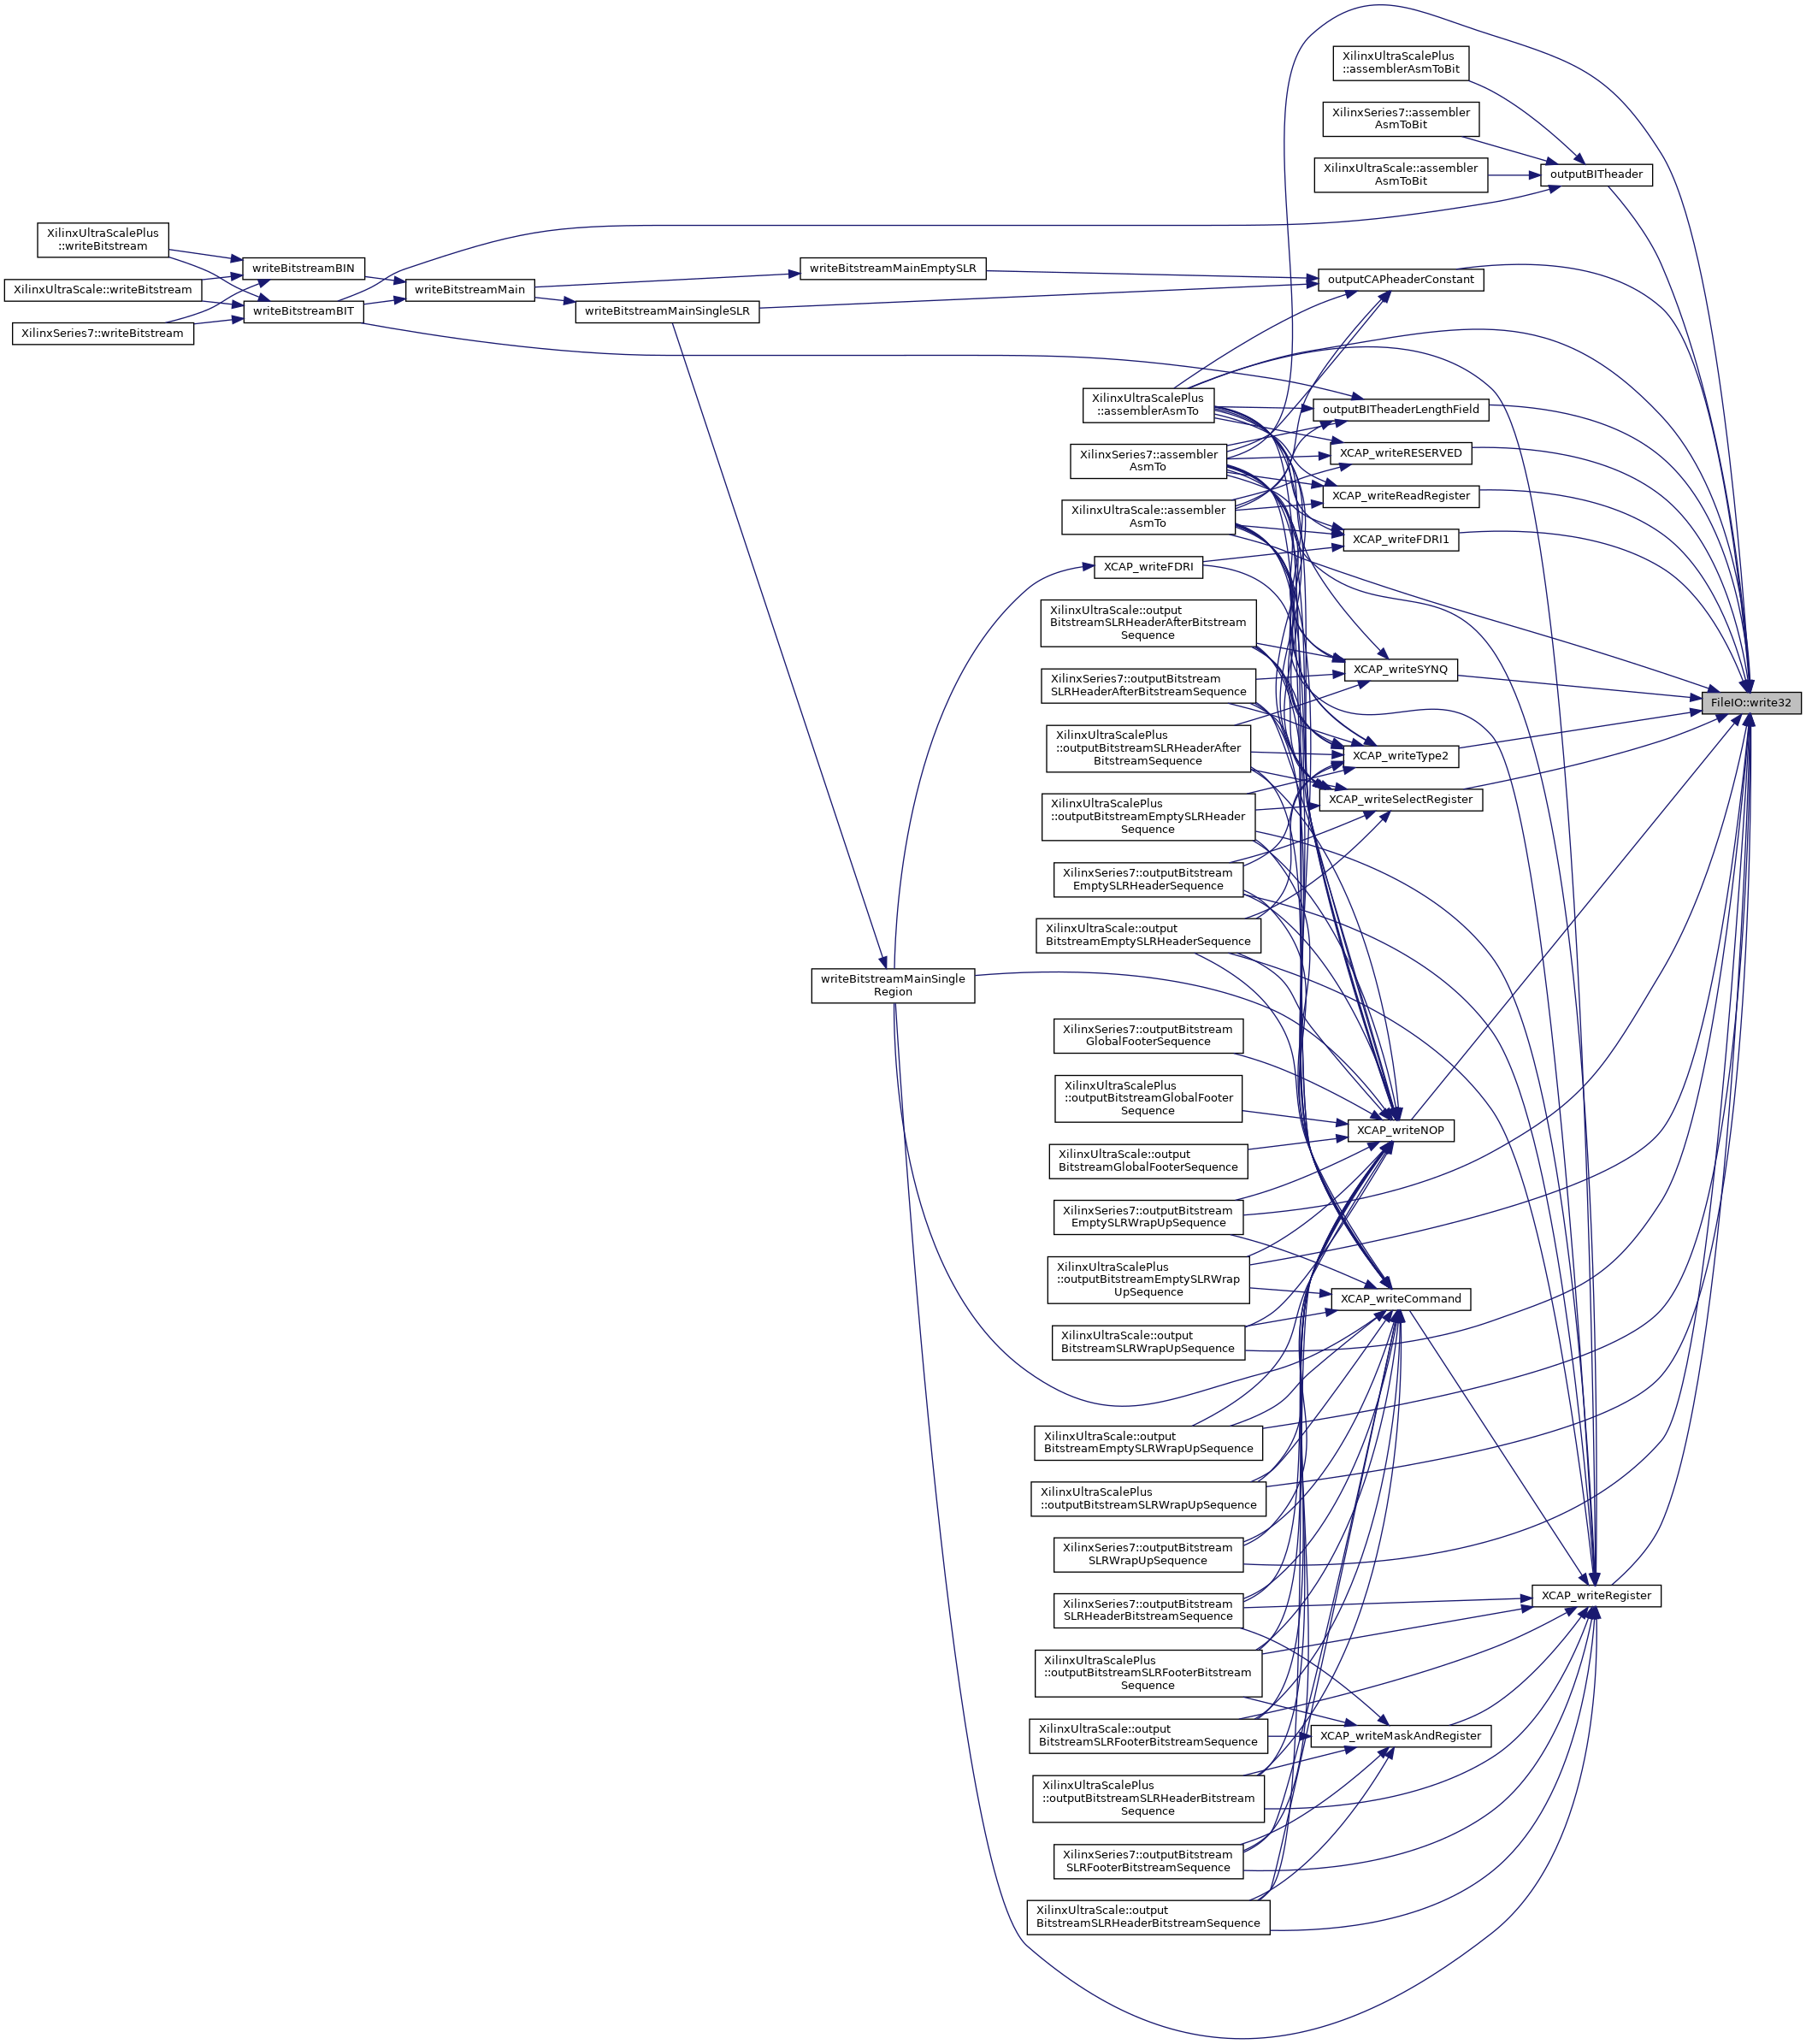 XilinxUltraScalePlus
::assemblerAsmToBit
XilinxSeries7::assembler
AsmToBit
XilinxUltraScale::assembler
AsmToBit
outputBITheader
XilinxUltraScalePlus
::writeBitstream
writeBitstreamBIN
XilinxUltraScale::writeBitstream
writeBitstreamBIT
XilinxSeries7::writeBitstream
writeBitstreamMain
writeBitstreamMainEmptySLR
writeBitstreamMainSingleSLR
outputCAPheaderConstant
XilinxUltraScalePlus
::assemblerAsmTo
outputBITheaderLengthField
XilinxSeries7::assembler
AsmTo
XCAP_writeRESERVED
XCAP_writeReadRegister
XilinxUltraScale::assembler
AsmTo
XCAP_writeFDRI1
XCAP_writeFDRI
XilinxUltraScale::output
BitstreamSLRHeaderAfterBitstream
Sequence
XCAP_writeSYNQ
XilinxSeries7::outputBitstream
SLRHeaderAfterBitstreamSequence
FileIO::write32
XilinxUltraScalePlus
::outputBitstreamSLRHeaderAfter
BitstreamSequence
XCAP_writeType2
XCAP_writeSelectRegister
XilinxUltraScalePlus
::outputBitstreamEmptySLRHeader
Sequence
XilinxSeries7::outputBitstream
EmptySLRHeaderSequence
XilinxUltraScale::output
BitstreamEmptySLRHeaderSequence
writeBitstreamMainSingle
Region
XilinxSeries7::outputBitstream
GlobalFooterSequence
XilinxUltraScalePlus
::outputBitstreamGlobalFooter
Sequence
XCAP_writeNOP
XilinxUltraScale::output
BitstreamGlobalFooterSequence
XilinxSeries7::outputBitstream
EmptySLRWrapUpSequence
XilinxUltraScalePlus
::outputBitstreamEmptySLRWrap
UpSequence
XCAP_writeCommand
XilinxUltraScale::output
BitstreamSLRWrapUpSequence
XilinxUltraScale::output
BitstreamEmptySLRWrapUpSequence
XilinxUltraScalePlus
::outputBitstreamSLRWrapUpSequence
XilinxSeries7::outputBitstream
SLRWrapUpSequence
XilinxSeries7::outputBitstream
SLRHeaderBitstreamSequence
XCAP_writeRegister
XilinxUltraScalePlus
::outputBitstreamSLRFooterBitstream
Sequence
XilinxUltraScale::output
BitstreamSLRFooterBitstreamSequence
XCAP_writeMaskAndRegister
XilinxUltraScalePlus
::outputBitstreamSLRHeaderBitstream
Sequence
XilinxSeries7::outputBitstream
SLRFooterBitstreamSequence
XilinxUltraScale::output
BitstreamSLRHeaderBitstreamSequence